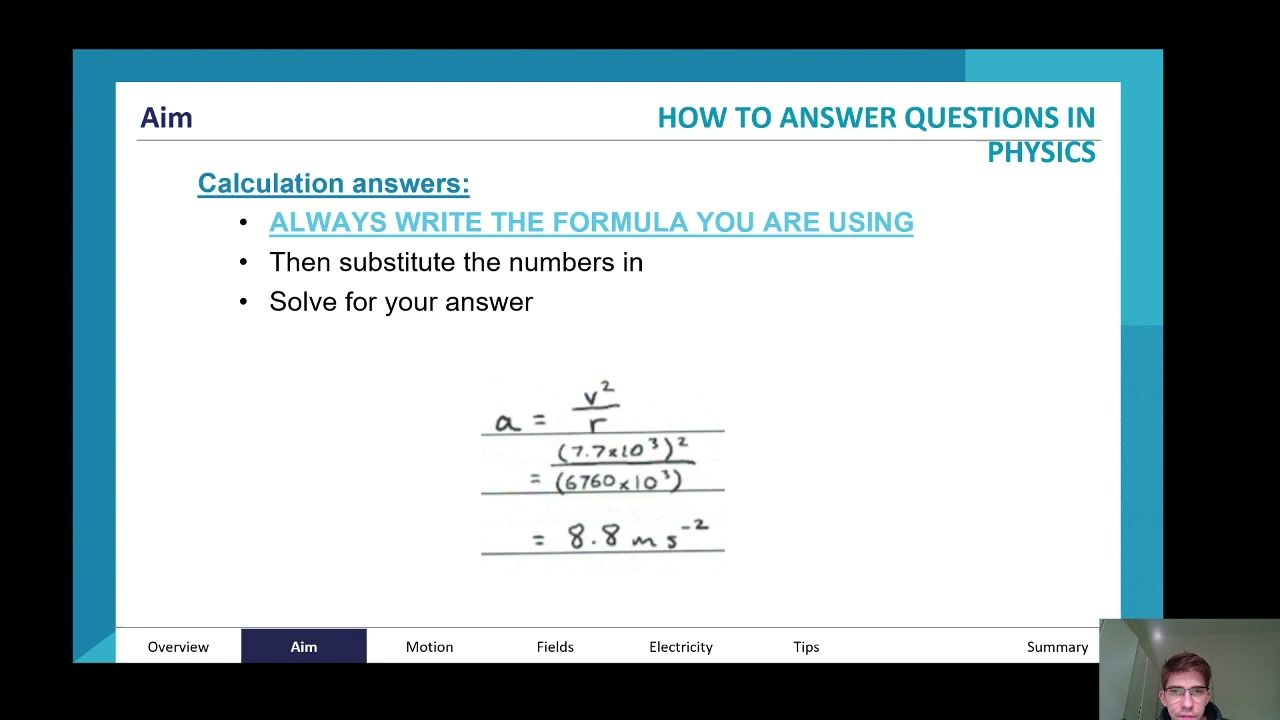 Aim
HOW TO ANSWER QUESTIONS IN
PHYSICS
Calculation answers:
• ALWAYS WRITE THE FORMULA YOU ARE USING
• Then substitute the numbers in
• Solve for your answer
a = v²/r
= (7.7×10³)²/(6760×10³)
= 8.8 m s⁻²
Overview Aim Motion Fields Electricity Tips Summary